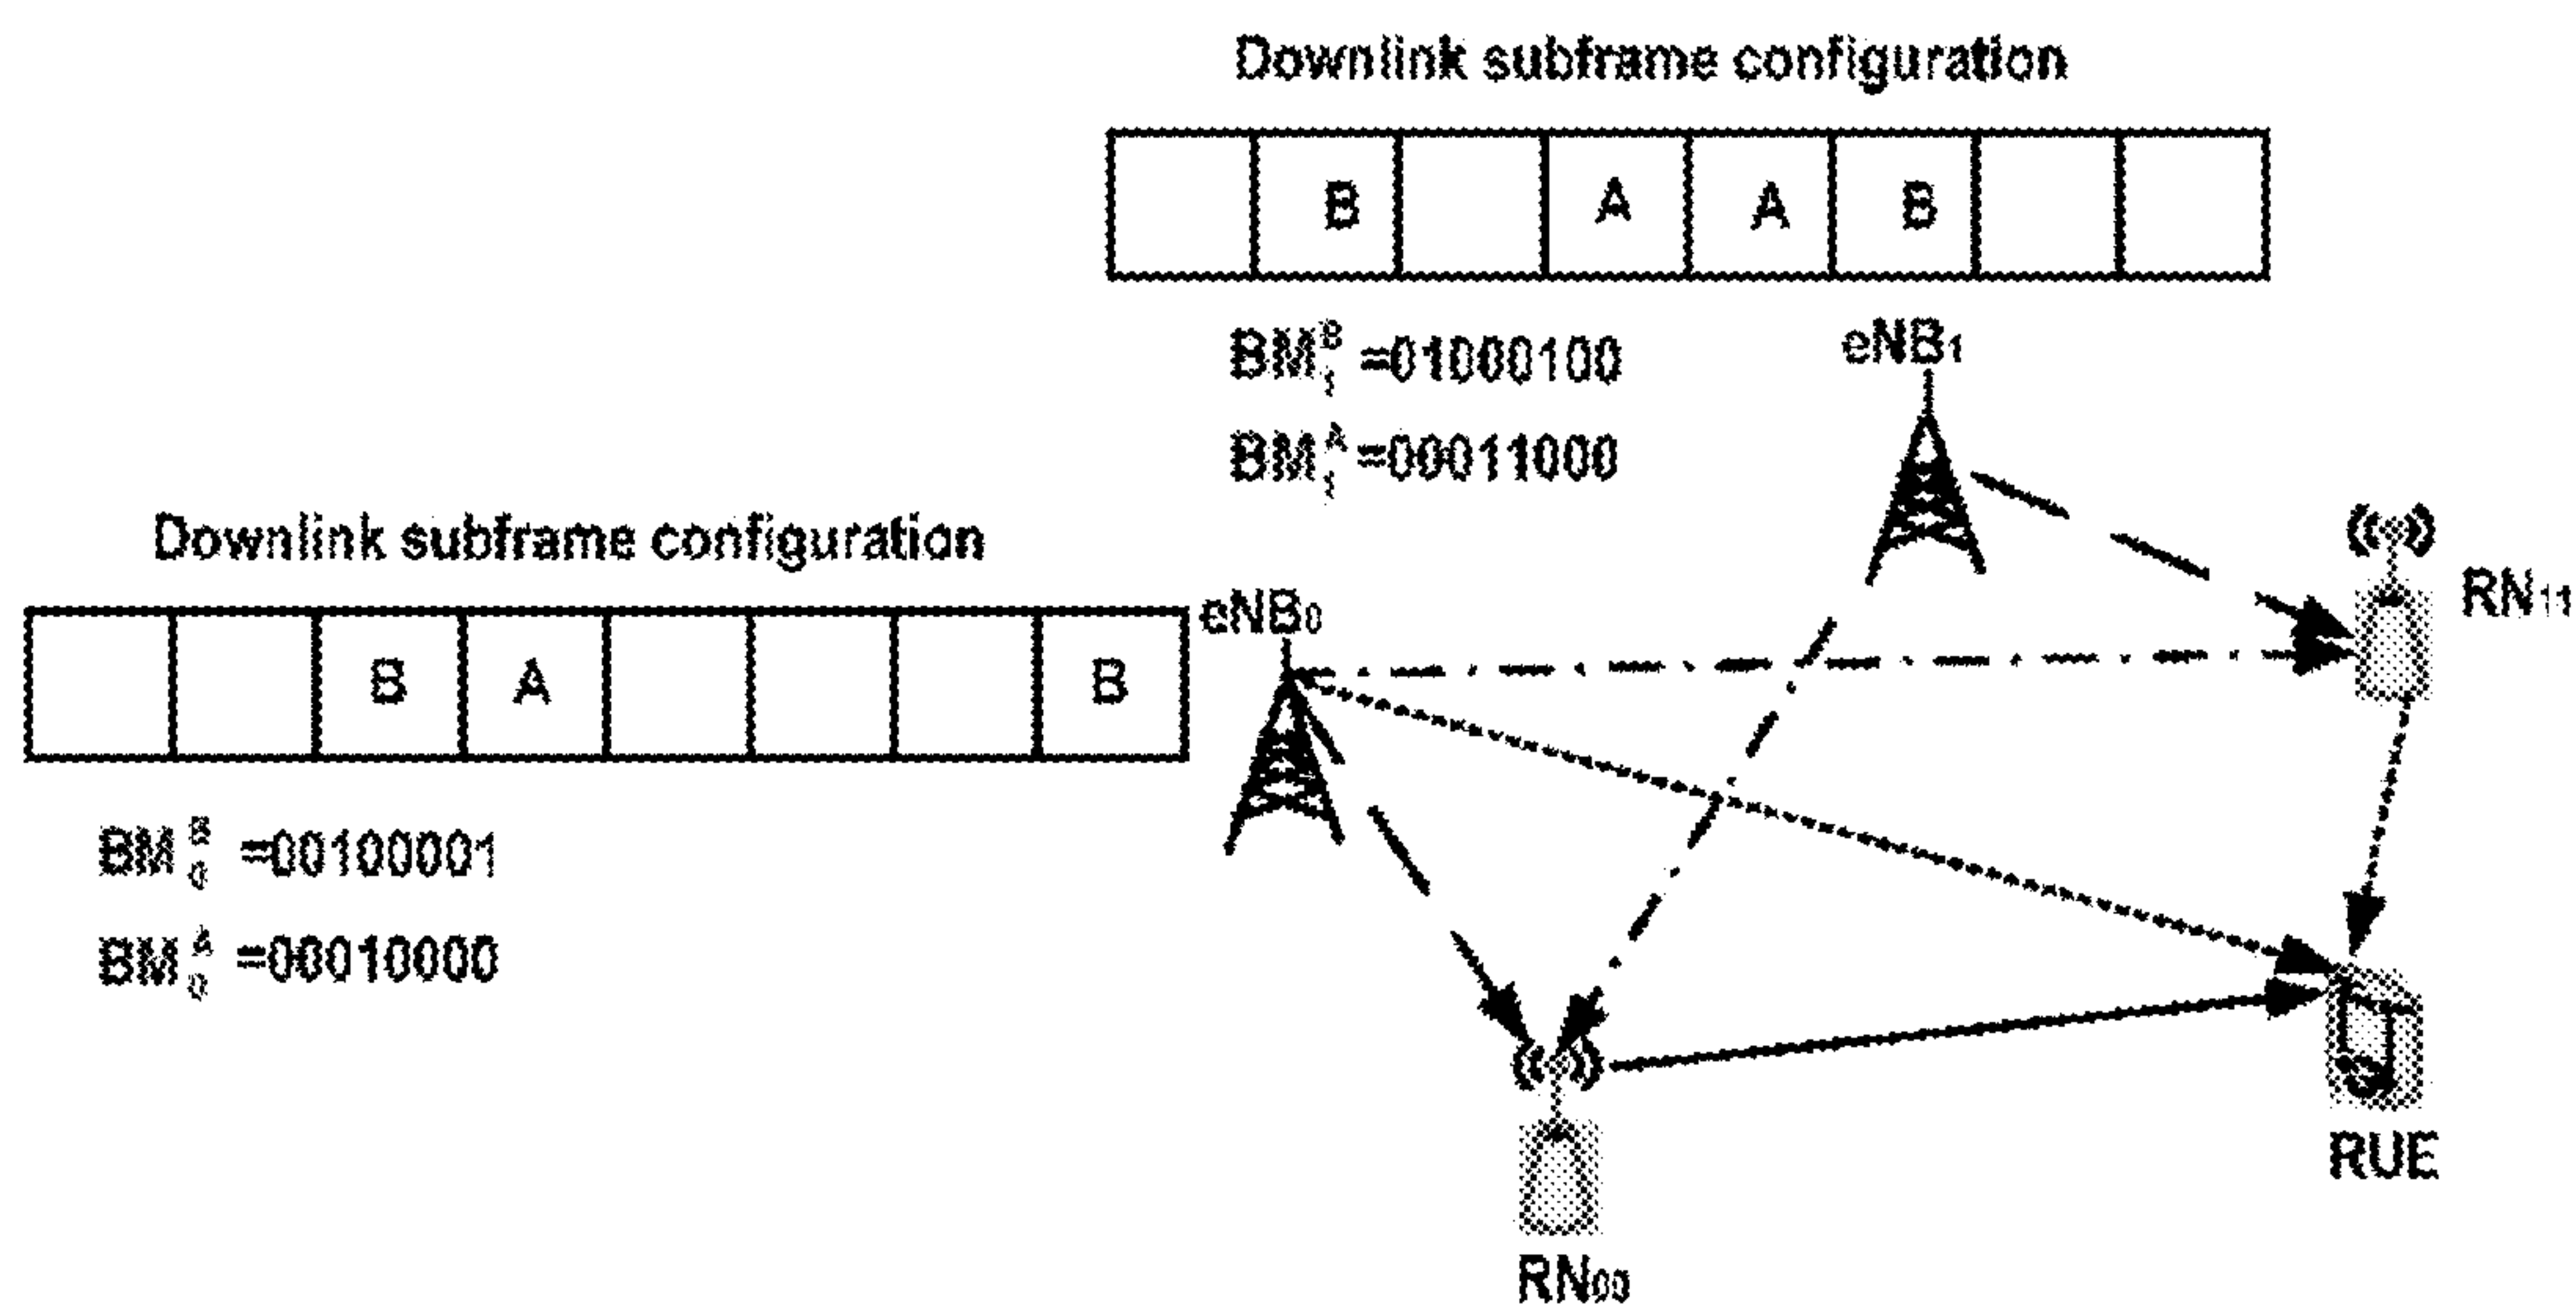 Downlink subframe configuration
B A A B
BM₁ᴮ =01000100
BM₁ᴬ =00011000
eNB₁
RN₁₁
Downlink subframe configuration
B A B
eNB₀
BM₀ᴮ =00100001
BM₀ᴬ =00010000
RUE
RN₀₀